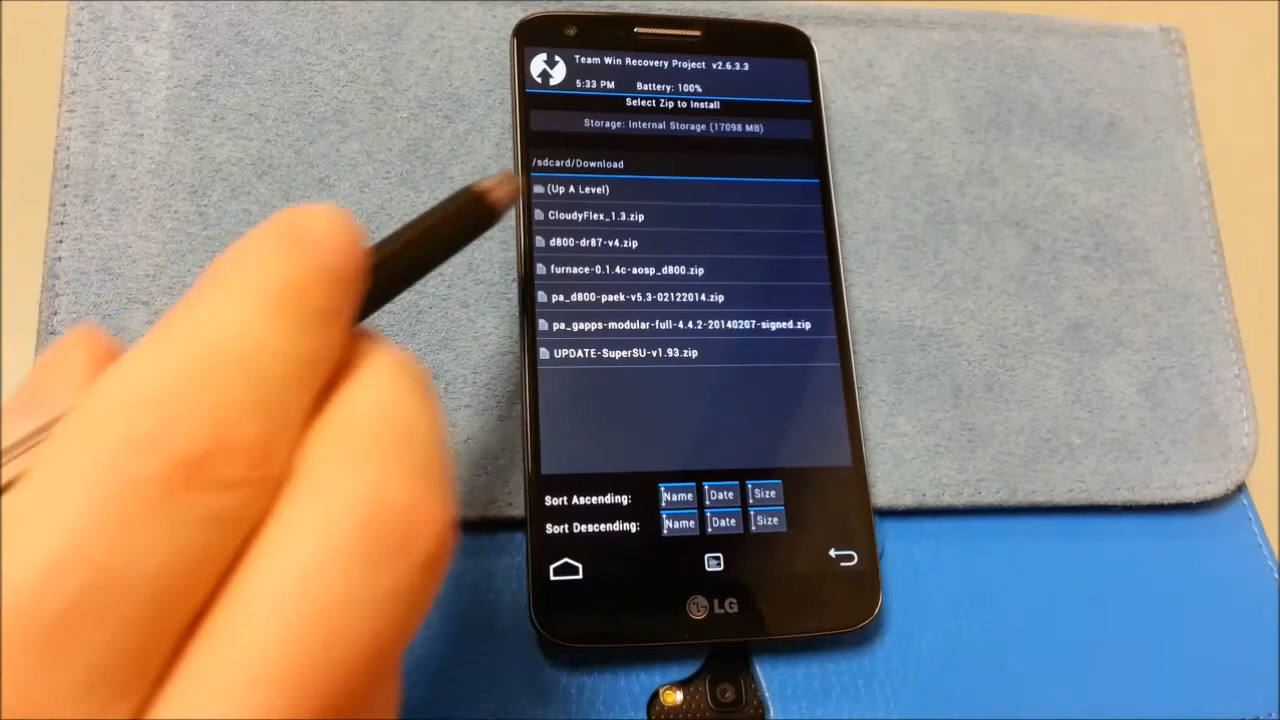 Team Win Recovery Project v2.6.3.3
5:33 PM Battery: 100%
Select Zip to Install
Storage: Internal Storage (17098 MB)
/sdcard/Download
(Up A Level)
CloudyFlex_1.3.zip
d800-dr87-v4.zip
furnace-0.1.4c-aosp_d800.zip
pa_d800-paek-v5.3-02122014.zip
pa_gapps-modular-full-4.4.2-20140207-signed.zip
UPDATE-SuperSU-v1.93.zip
Sort Ascending: Name Date Size
Sort Descending: Name Date Size
LG